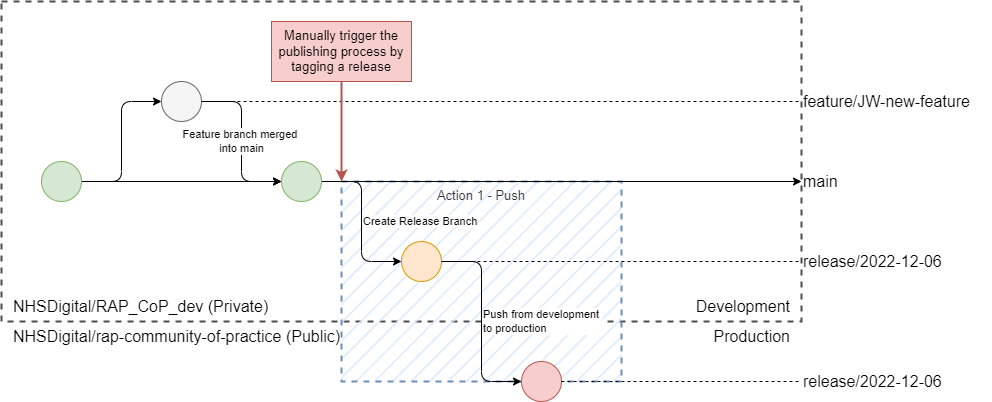 Manually trigger the
publishing process by
tagging a release
feature/JW-new-feature
Feature branch merged
into main
main
Action 1 - Push
Create Release Branch
release/2022-12-06
NHSDigital/RAP_CoP_dev (Private)
Development
Push from development
to production
NHSDigital/rap-community-of-practice (Public)
Production
release/2022-12-06